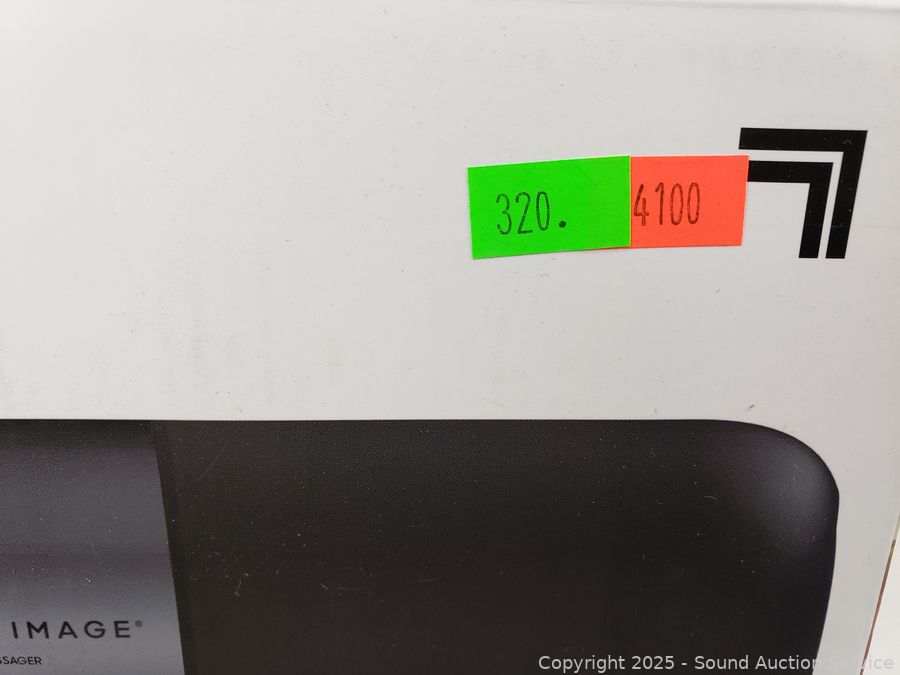 320. 4100
IMAGE®
SSAGER
Copyright 2025 - Sound Auction Service